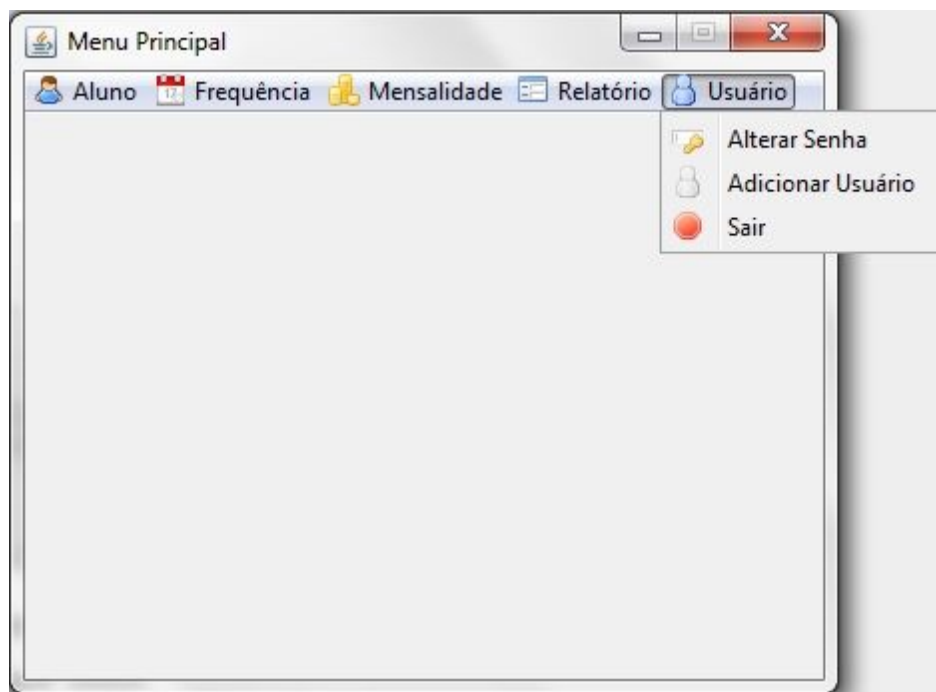 Menu Principal
Aluno Frequência Mensalidade Relatório Usuário
Alterar Senha
Adicionar Usuário
Sair